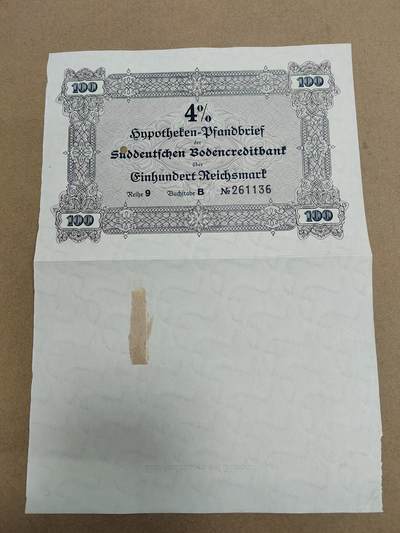 100 100
4%
Hypotheken-Pfandbrief
der
Süddeutschen Bodencreditbank
über
Einhundert Reichsmark
Reihe 9 Buchstabe B № 261136
100 100